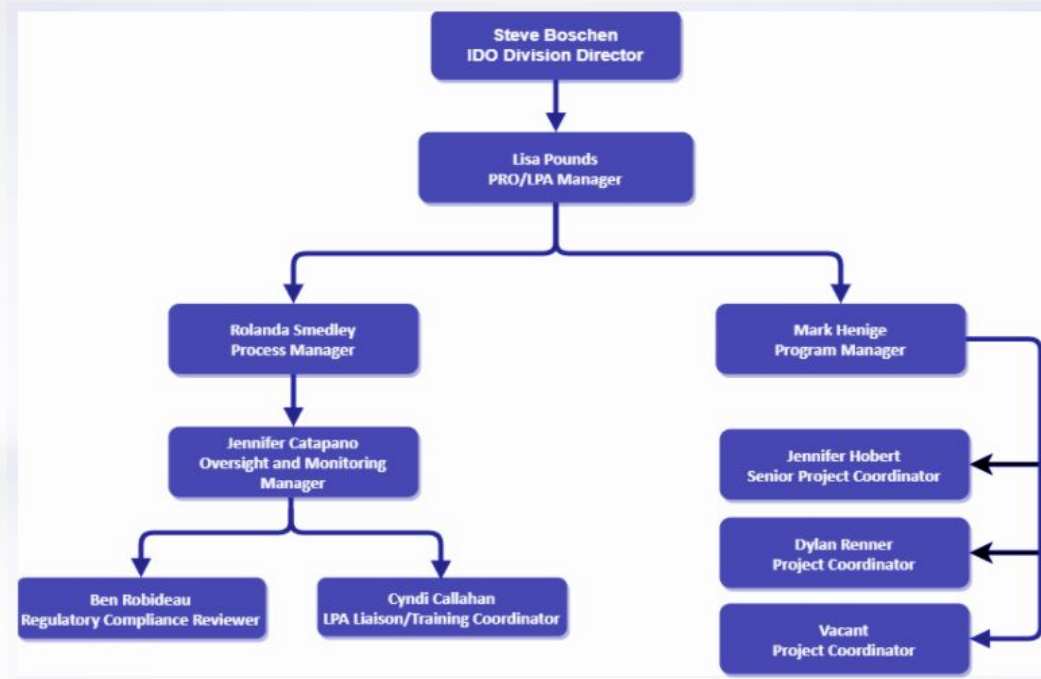 Steve Boschen
IDO Division Director
Lisa Pounds
PRO/LPA Manager
Rolanda Smedley
Process Manager
Mark Henige
Program Manager
Jennifer Catapano
Oversight and Monitoring
Manager
Jennifer Hobert
Senior Project Coordinator
Dylan Renner
Project Coordinator
Ben Robideau
Regulatory Compliance Reviewer
Cyndi Callahan
LPA Liaison/Training Coordinator
Vacant
Project Coordinator